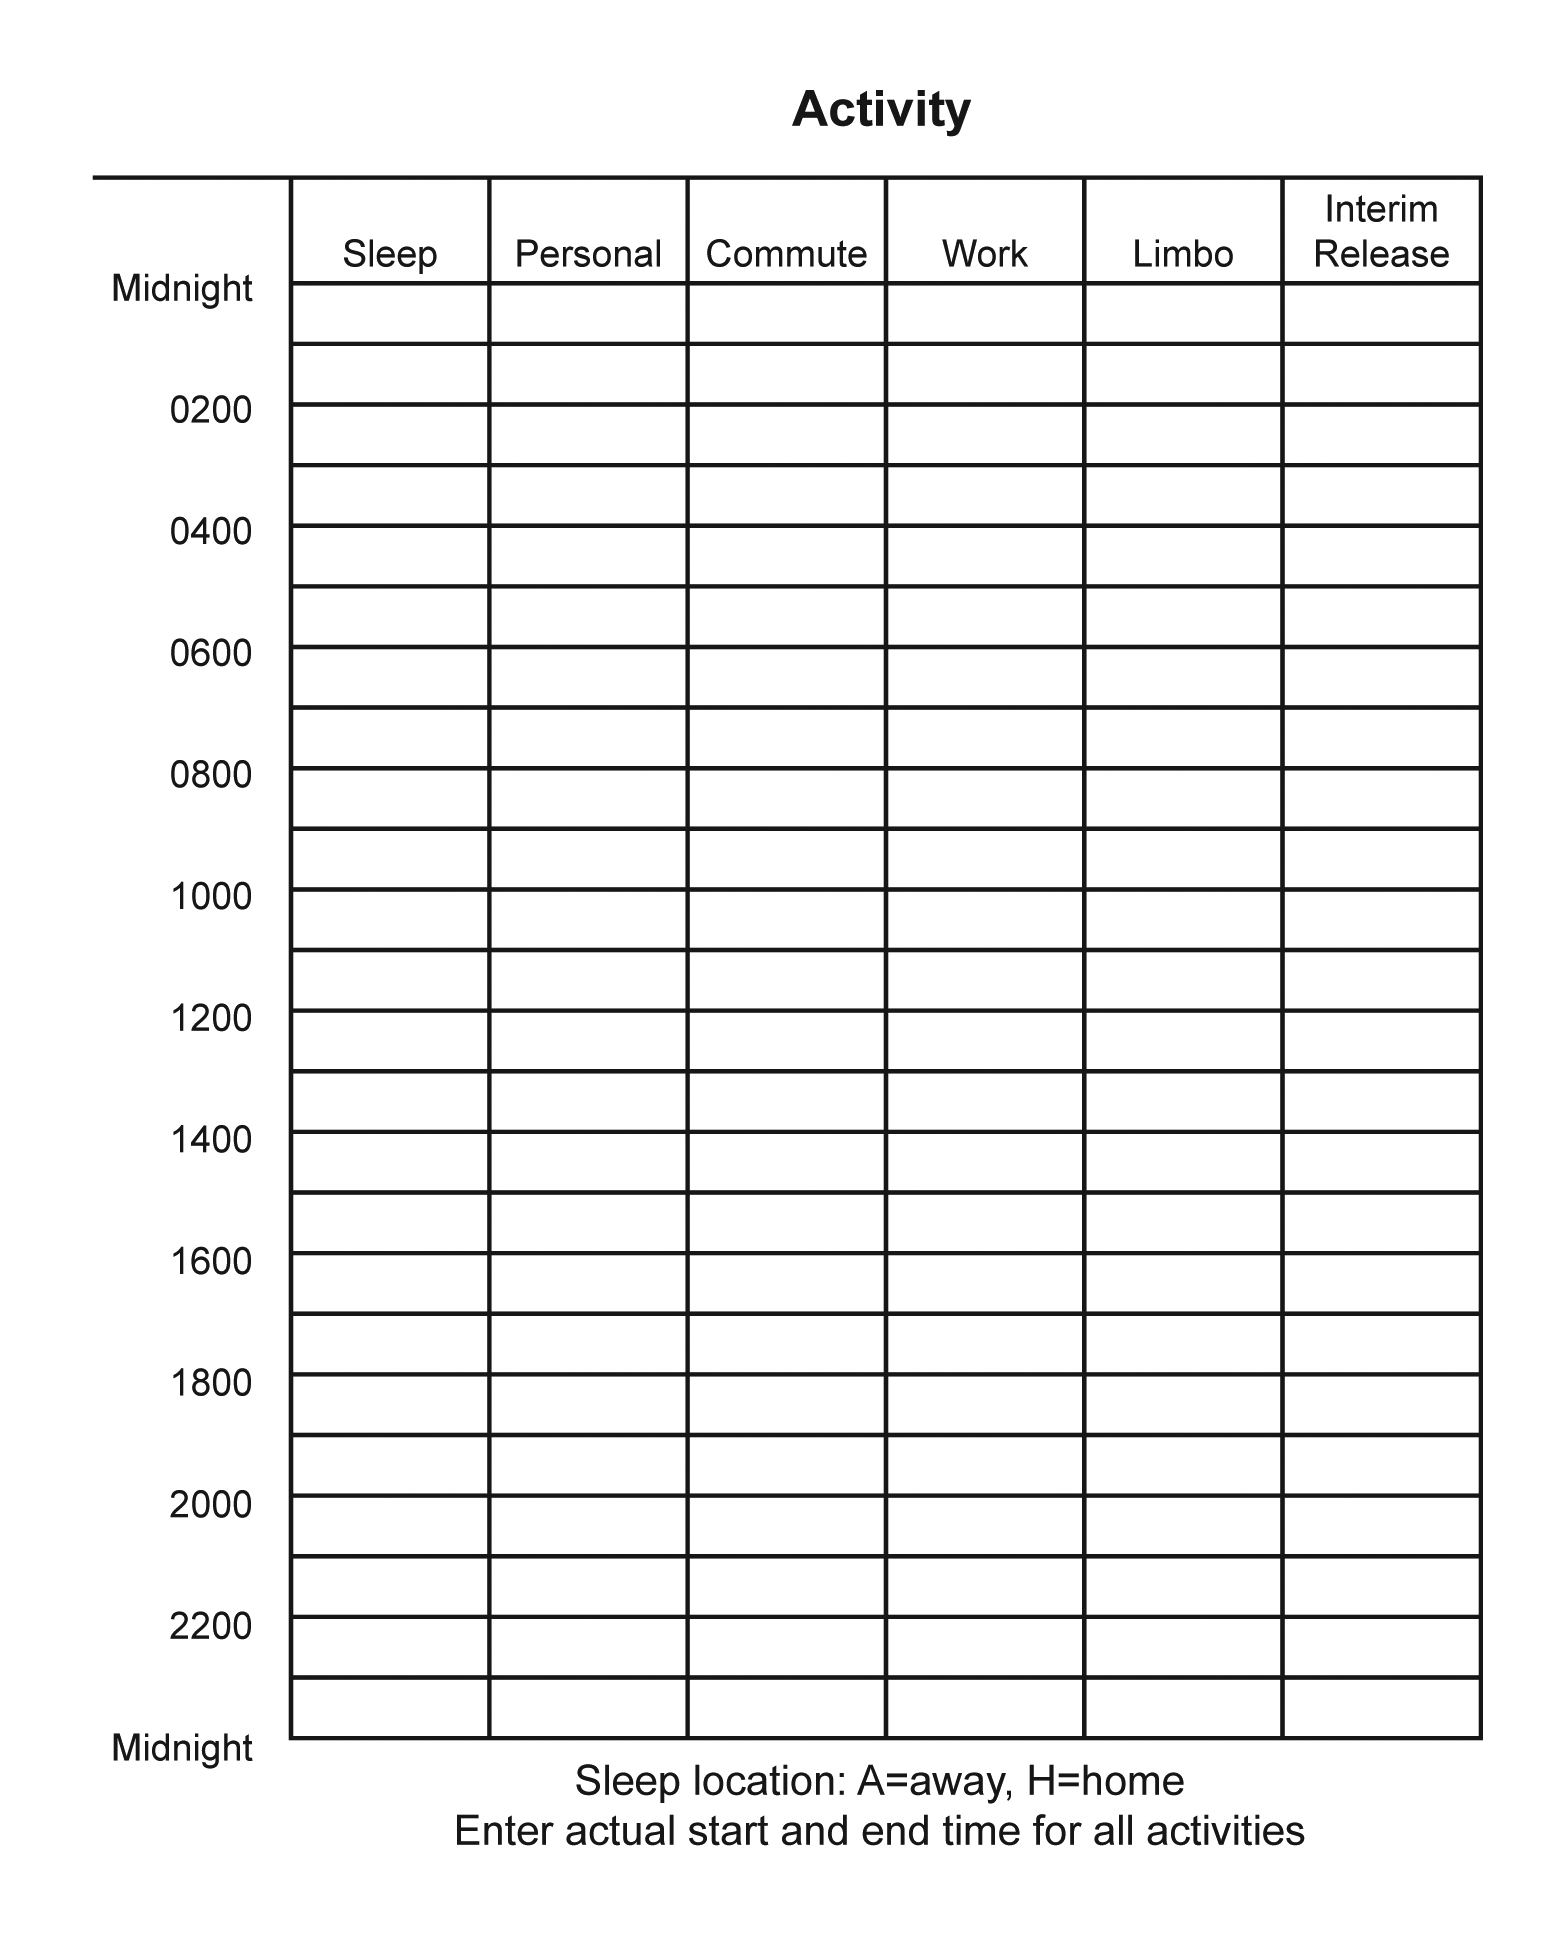 Activity
Sleep Personal Commute Work Limbo Interim Release
Midnight
0200
0400
0600
0800
1000
1200
1400
1600
1800
2000
2200
Midnight
Sleep location: A=away, H=home
Enter actual start and end time for all activities